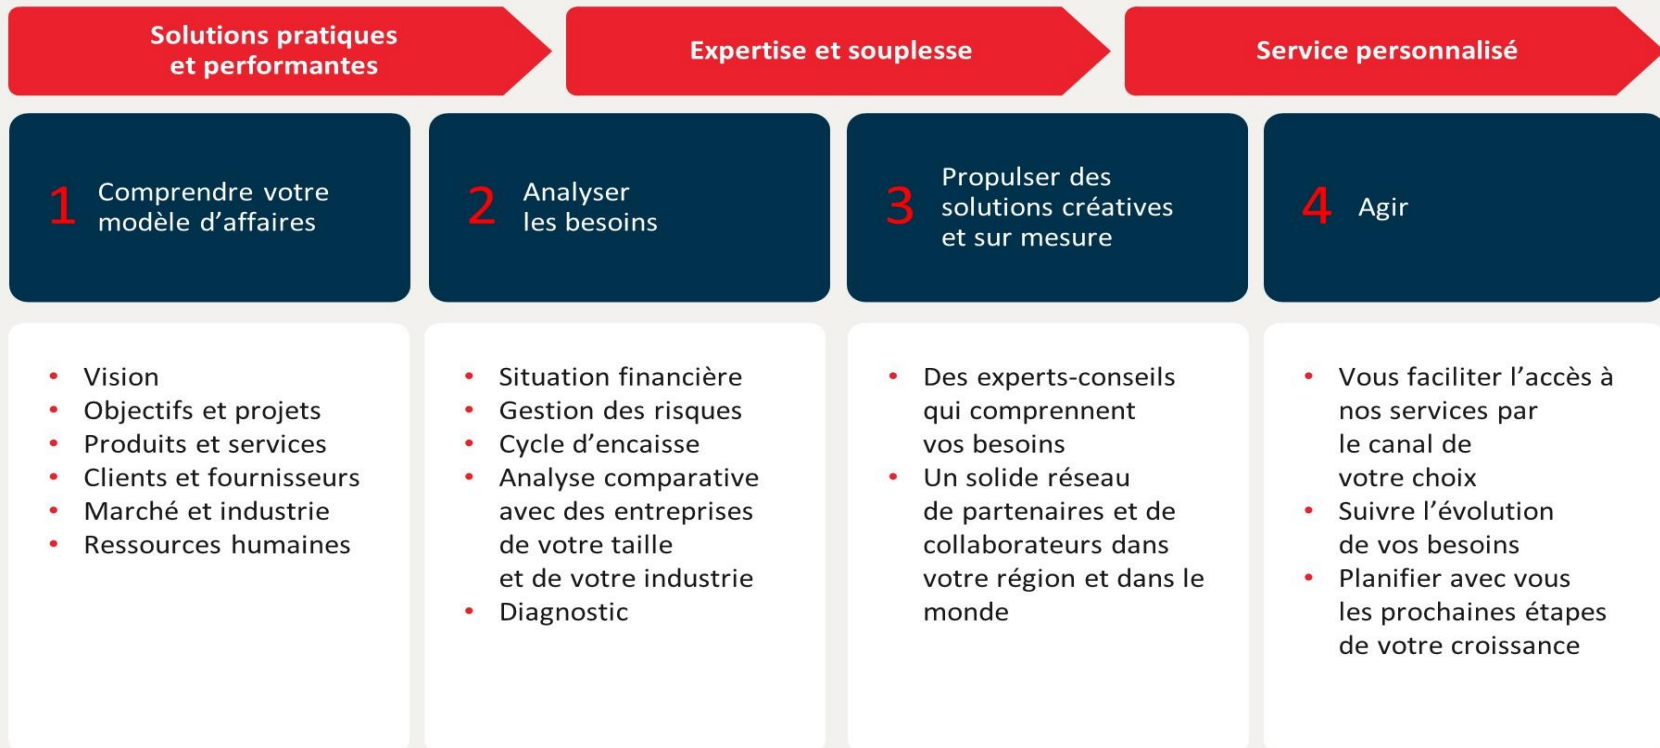 Solutions pratiques
et performantes
Expertise et souplesse
Service personnalisé
1 Comprendre votre
modèle d’affaires
2 Analyser
les besoins
3 Propulser des
solutions créatives
et sur mesure
4 Agir
• Vision
• Objectifs et projets
• Produits et services
• Clients et fournisseurs
• Marché et industrie
• Ressources humaines
• Situation financière
• Gestion des risques
• Cycle d’encaisse
• Analyse comparative
avec des entreprises
de votre taille
et de votre industrie
• Diagnostic
• Des experts-conseils
qui comprennent
vos besoins
• Un solide réseau
de partenaires et de
collaborateurs dans
votre région et dans le
monde
• Vous faciliter l’accès à
nos services par
le canal de
votre choix
• Suivre l’évolution
de vos besoins
• Planifier avec vous
les prochaines étapes
de votre croissance